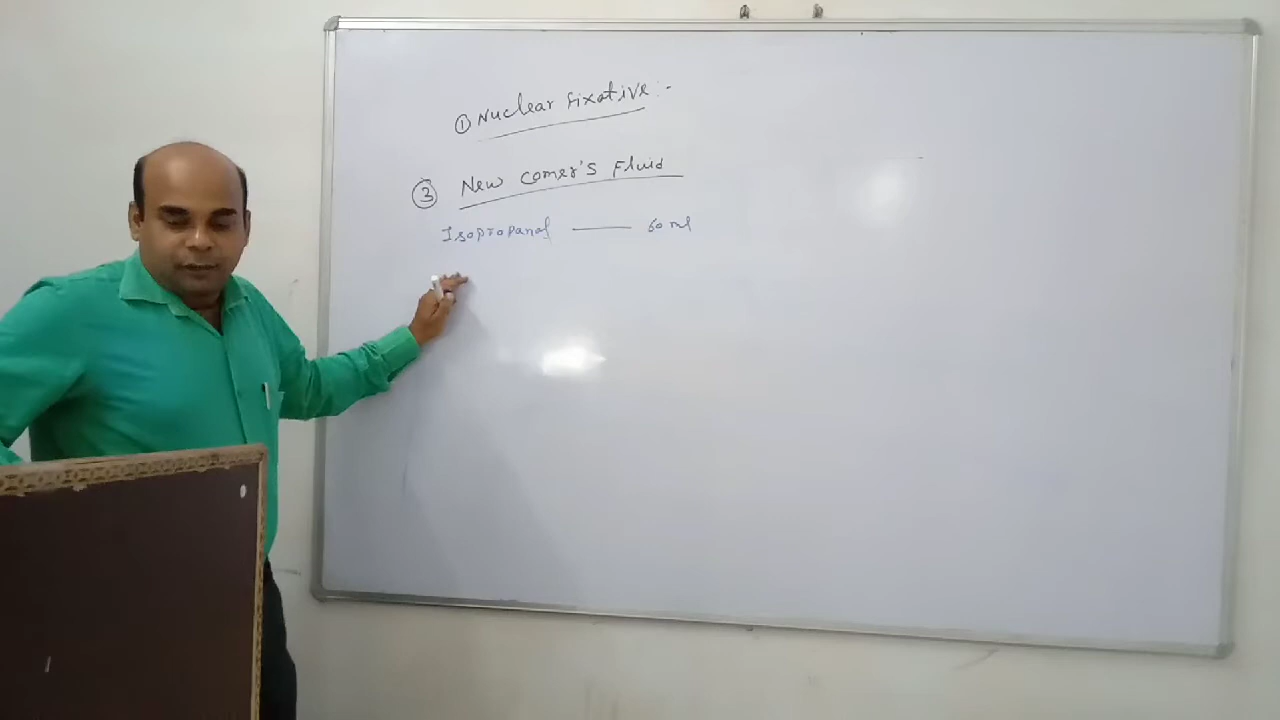 ① Nuclear fixative:-
③ New comer's Fluid
Isopropanol —— 60 ml